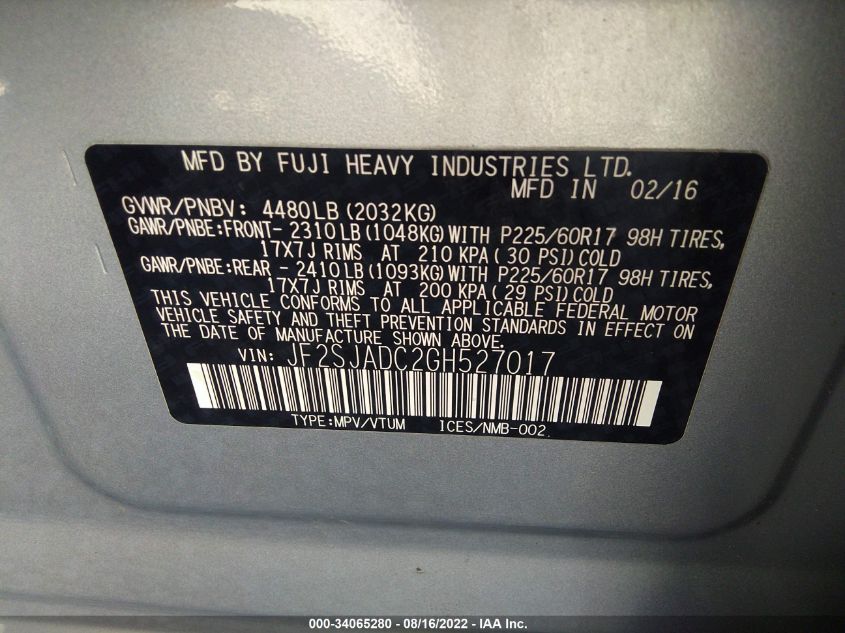 MFD BY FUJI HEAVY INDUSTRIES LTD.
MFD IN 02/16
GVWR/PNBV: 4480LB (2032KG)
GAWR/PNBE:FRONT- 2310LB (1048KG) WITH P225/60R17 98H TIRES,
17X7J RIMS AT 210 KPA ( 30 PSI) COLD
GAWR/PNBE:REAR - 2410LB (1093KG) WITH P225/60R17 98H TIRES,
17X7J RIMS AT 200 KPA ( 29 PSI) COLD
THIS VEHICLE CONFORMS TO ALL APPLICABLE FEDERAL MOTOR
VEHICLE SAFETY AND THEFT PREVENTION STANDARDS IN EFFECT ON
THE DATE OF MANUFACTURE SHOWN ABOVE.
VIN: JF2SJADC2GH527017
TYPE:MPV/VTUM ICES/NMB-002
000-34065280 - 08/16/2022 - IAA Inc.